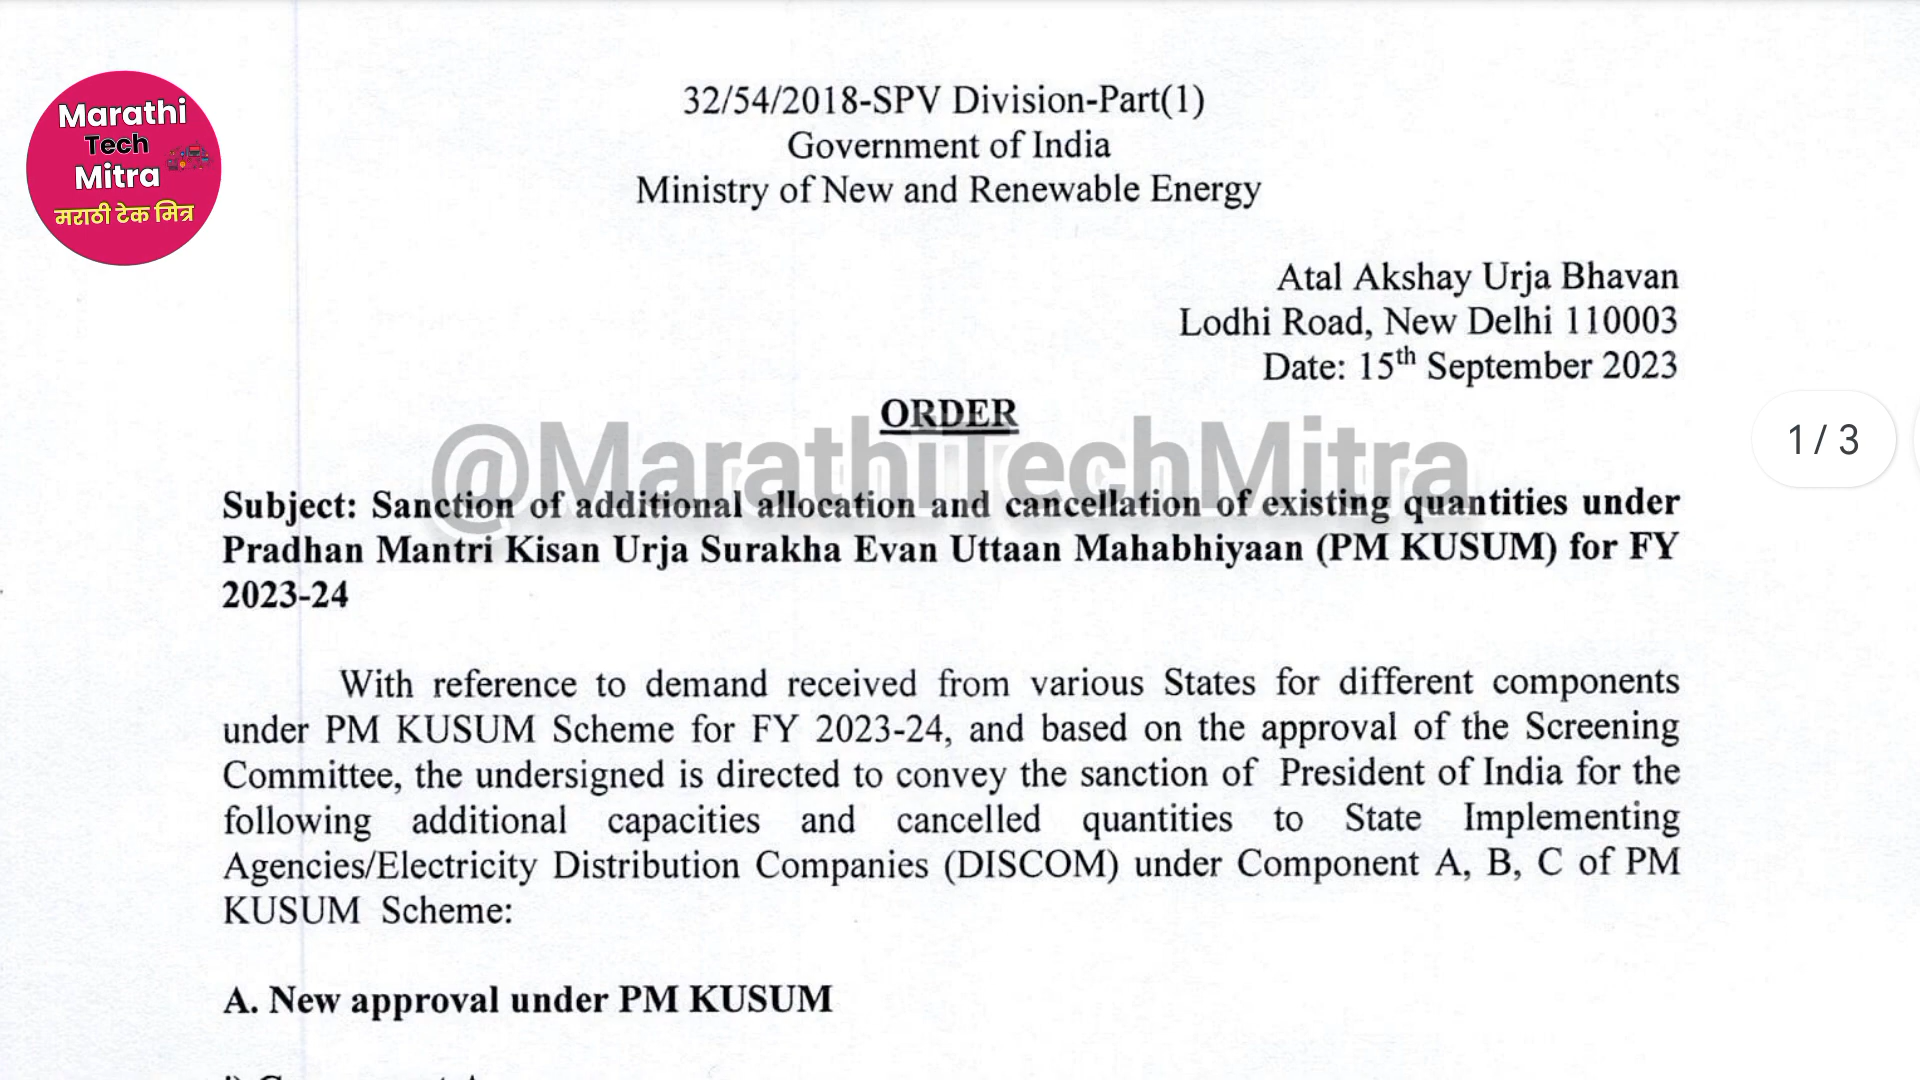 Marathi
Tech
Mitra
मराठी टेक मित्र
32/54/2018-SPV Division-Part(1)
Government of India
Ministry of New and Renewable Energy
Atal Akshay Urja Bhavan
Lodhi Road, New Delhi 110003
Date: 15th September 2023
ORDER
@MarathiTechMitra
1 / 3
Subject: Sanction of additional allocation and cancellation of existing quantities under
Pradhan Mantri Kisan Urja Surakha Evan Uttaan Mahabhiyaan (PM KUSUM) for FY
2023-24
With reference to demand received from various States for different components
under PM KUSUM Scheme for FY 2023-24, and based on the approval of the Screening
Committee, the undersigned is directed to convey the sanction of President of India for the
following additional capacities and cancelled quantities to State Implementing
Agencies/Electricity Distribution Companies (DISCOM) under Component A, B, C of PM
KUSUM Scheme:
A. New approval under PM KUSUM